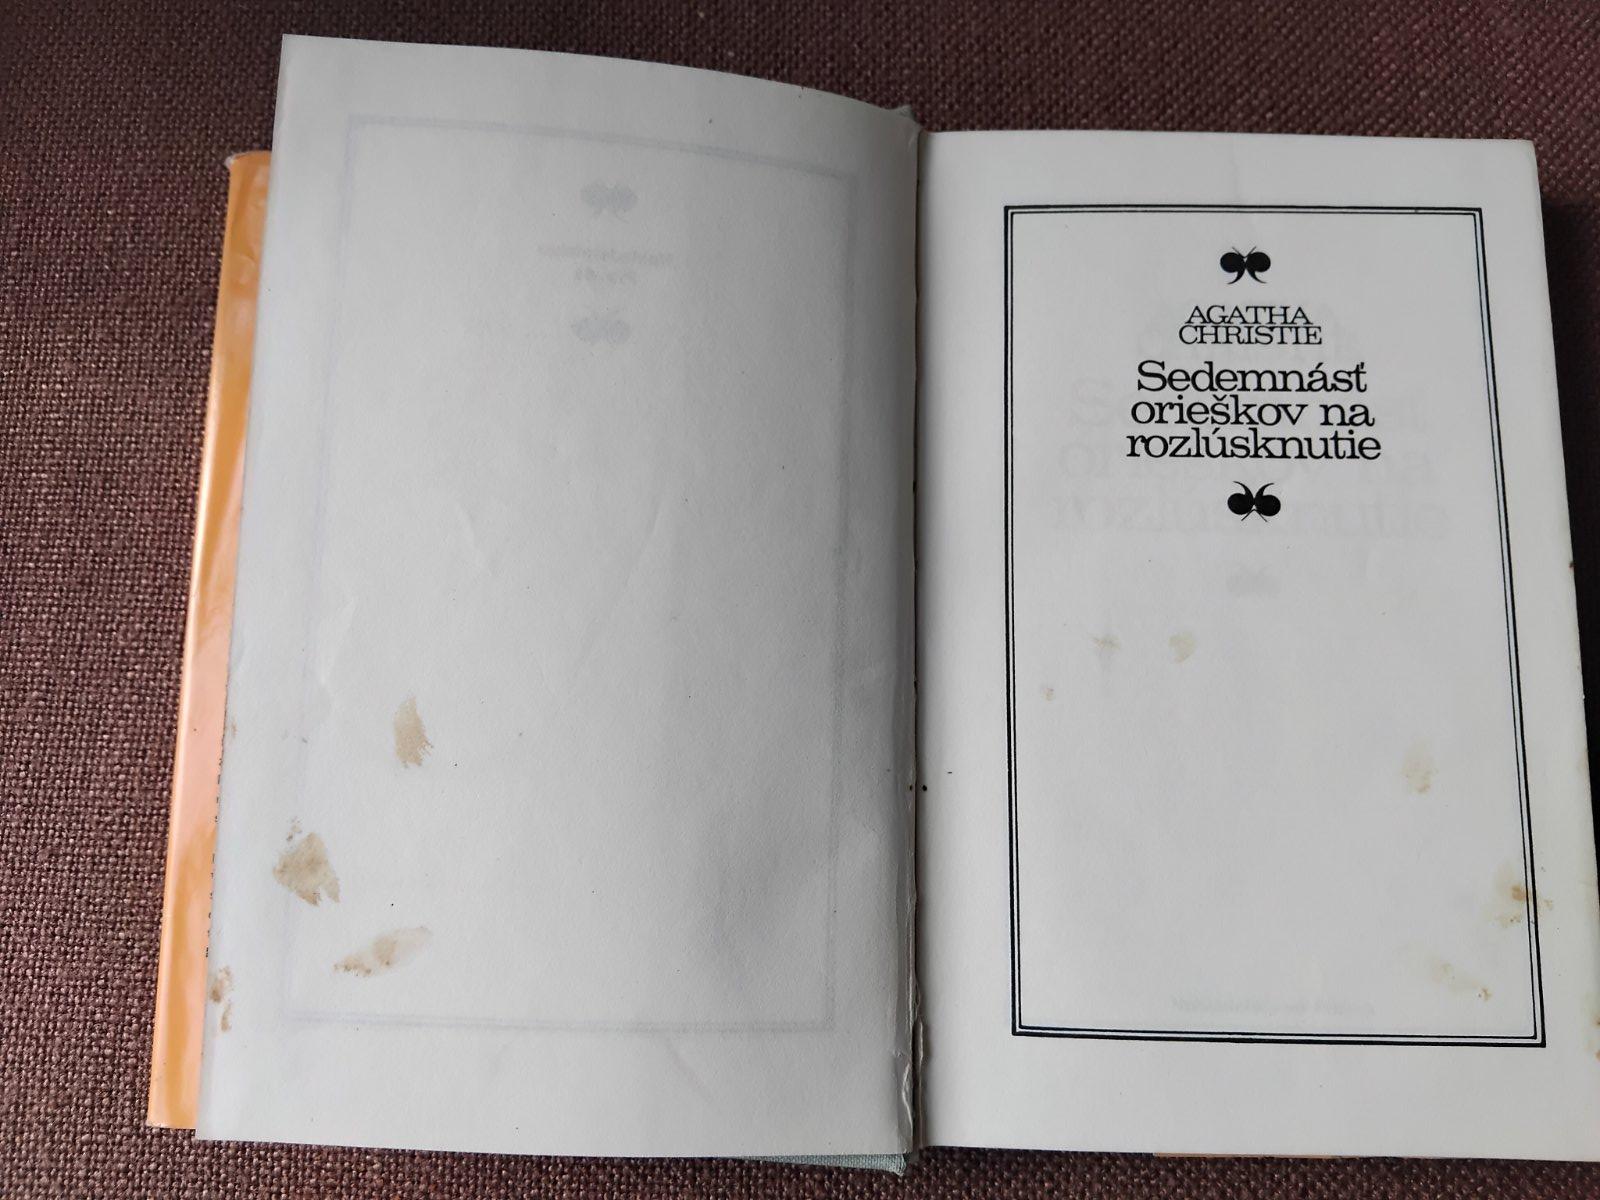 AGATHA
CHRISTIE
Sedemnásť
orieškov na
rozlúsknutie